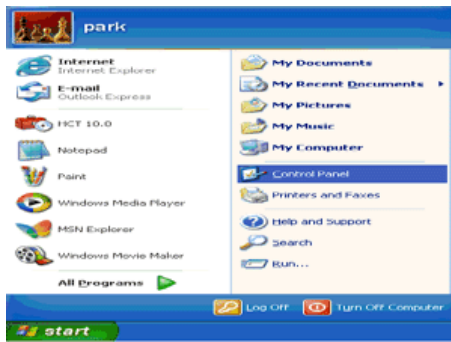 park
Internet
Internet Explorer
E-mail
Outlook Express
HCT 10.0
Notepad
Paint
Windows Media Player
MSN Explorer
Windows Movie Maker
All Programs
My Documents
My Recent Documents
My Pictures
My Music
My Computer
Control Panel
Printers and Faxes
Help and Support
Search
Run...
Log Off
Turn Off Computer
start